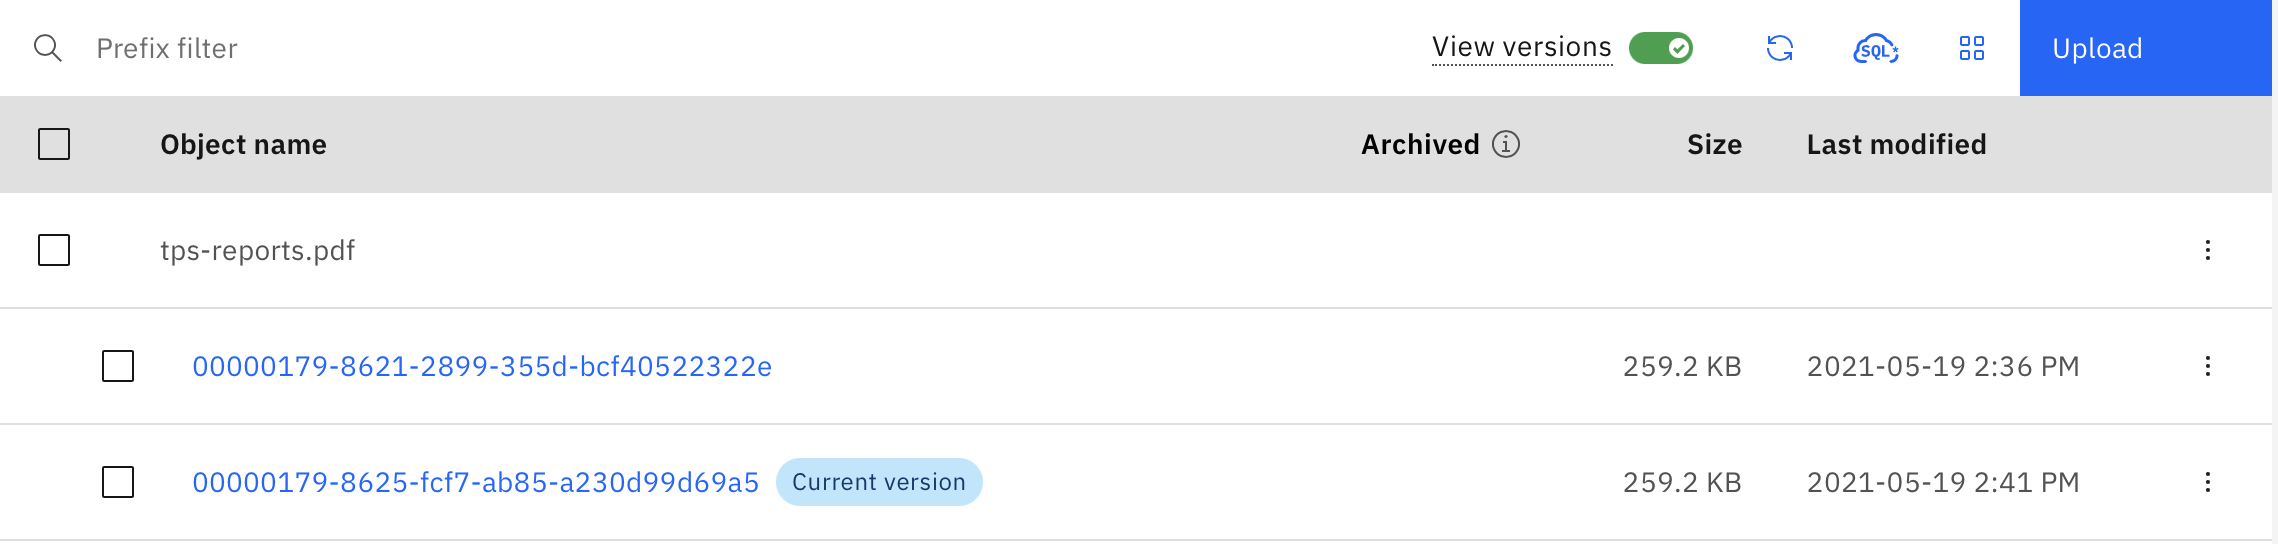 Prefix filter View versions SQL* Upload
Object name Archived i Size Last modified
tps-reports.pdf
00000179-8621-2899-355d-bcf40522322e 259.2 KB 2021-05-19 2:36 PM
00000179-8625-fcf7-ab85-a230d99d69a5 Current version 259.2 KB 2021-05-19 2:41 PM